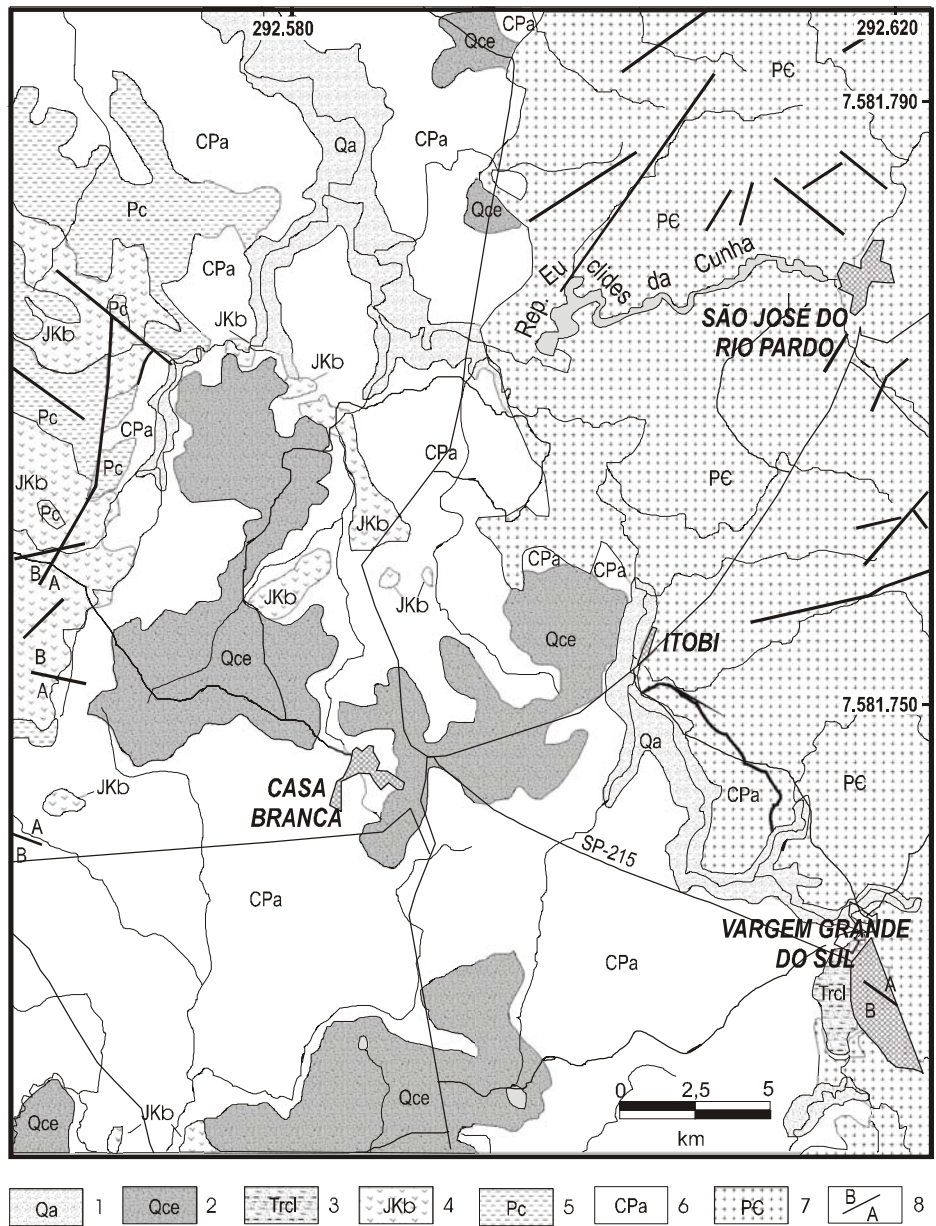 292.580
CPa
292.620
Qce
PЄ
7.581.790
CPa
CPa
Qa
Pc
Qce
PЄ
CPa
Rep. Eu clides da Cunha
Pc
JKb
SÃO JOSÉ DO
RIO PARDO
JKb
JKb
Pc
CPa
CPa
Pc
JKb
PЄ
Pc
JKb
CPa
CPa
B
A
JKb
JKb
Qce
ITOBI
Qce
B
A
7.581.750
Qa
JKb
CASA
BRANCA
CPa
PЄ
A
B
SP-215
CPa
VARGEM GRANDE
DO SUL
CPa
Trcl
A
B
0 2,5 5
km
Qce
Qce
JKb
Qa 1 Qce 2 Trcl 3 JKb 4 Pc 5 CPa 6 PЄ 7 B A 8